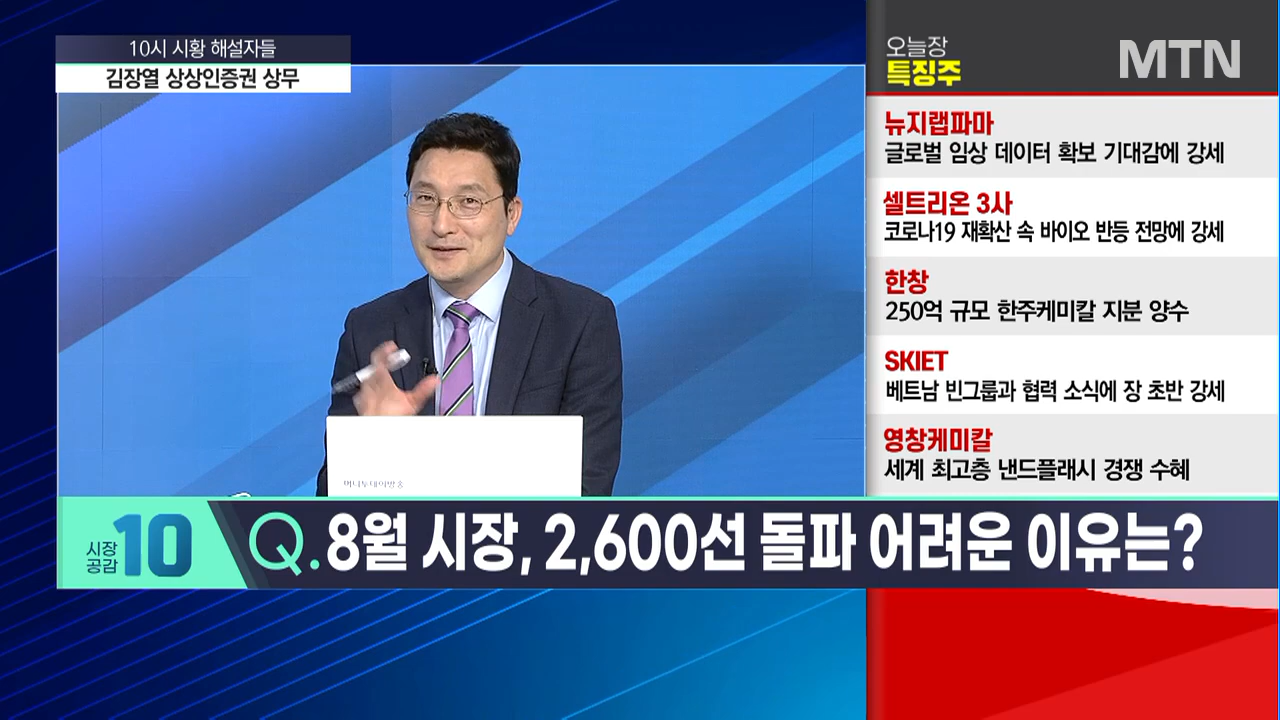 10시 시황 해설자들
김장열 상상인증권 상무
오늘장
특징주
MTN
뉴지랩파마
글로벌 임상 데이터 확보 기대감에 강세
셀트리온 3사
코로나19 재확산 속 바이오 반등 전망에 강세
한창
250억 규모 한주케미칼 지분 양수
SKIET
베트남 빈그룹과 협력 소식에 장 초반 강세
영창케미칼
세계 최고층 낸드플래시 경쟁 수혜
머니투데이방송
시장
공감
10
Q. 8월 시장, 2,600선 돌파 어려운 이유는?